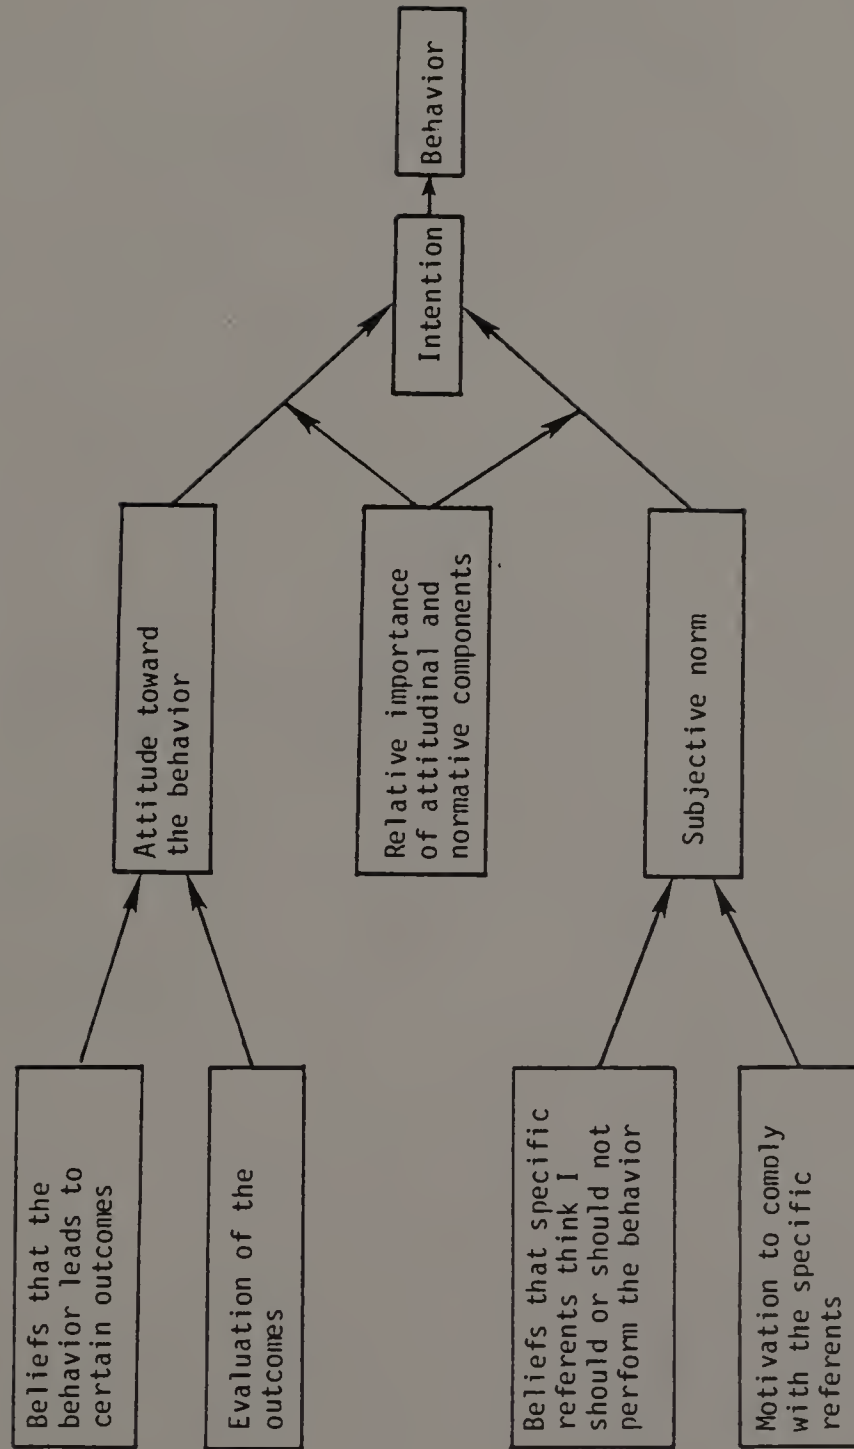 Beliefs that the
behavior leads to
certain outcomes
Evaluation of the
outcomes
Attitude toward
the behavior
Relative importance
of attitudinal and
normative components
Beliefs that specific
referents think I
should or should not
perform the behavior
Motivation to comply
with the specific
referents
Subjective norm
Intention
Behavior